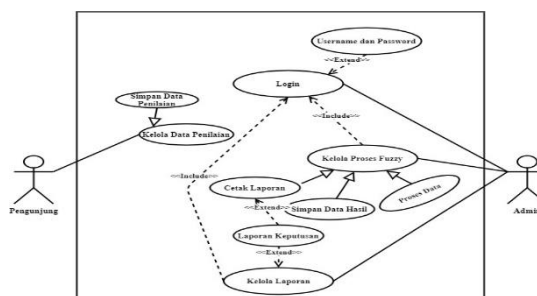 Username dan Password
<<Extend>>
Login
Simpan Data
Penilaian
<<Include>>
Kelola Data Penilaian
Kelola Proses Fuzzy
<<Include>>
Cetak Laporan
Proses Data
Pengunjung
Admin
<<Extend>>
Simpan Data Hasil
Laporan Keputusan
<<Extend>>
Kelola Laporan